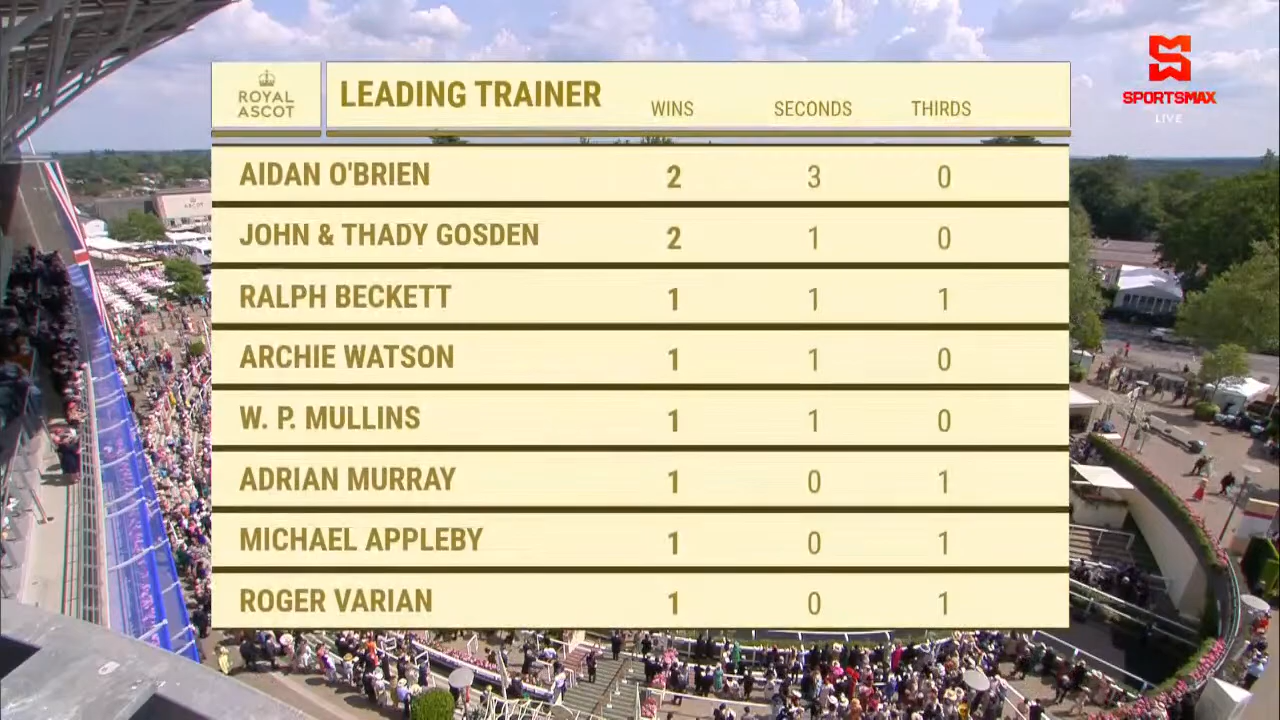 ROYAL ASCOT
LEADING TRAINER WINS SECONDS THIRDS
AIDAN O'BRIEN 2 3 0
JOHN & THADY GOSDEN 2 1 0
RALPH BECKETT 1 1 1
ARCHIE WATSON 1 1 0
W. P. MULLINS 1 1 0
ADRIAN MURRAY 1 0 1
MICHAEL APPLEBY 1 0 1
ROGER VARIAN 1 0 1
SPORTSMAX
LIVE
ASCOT